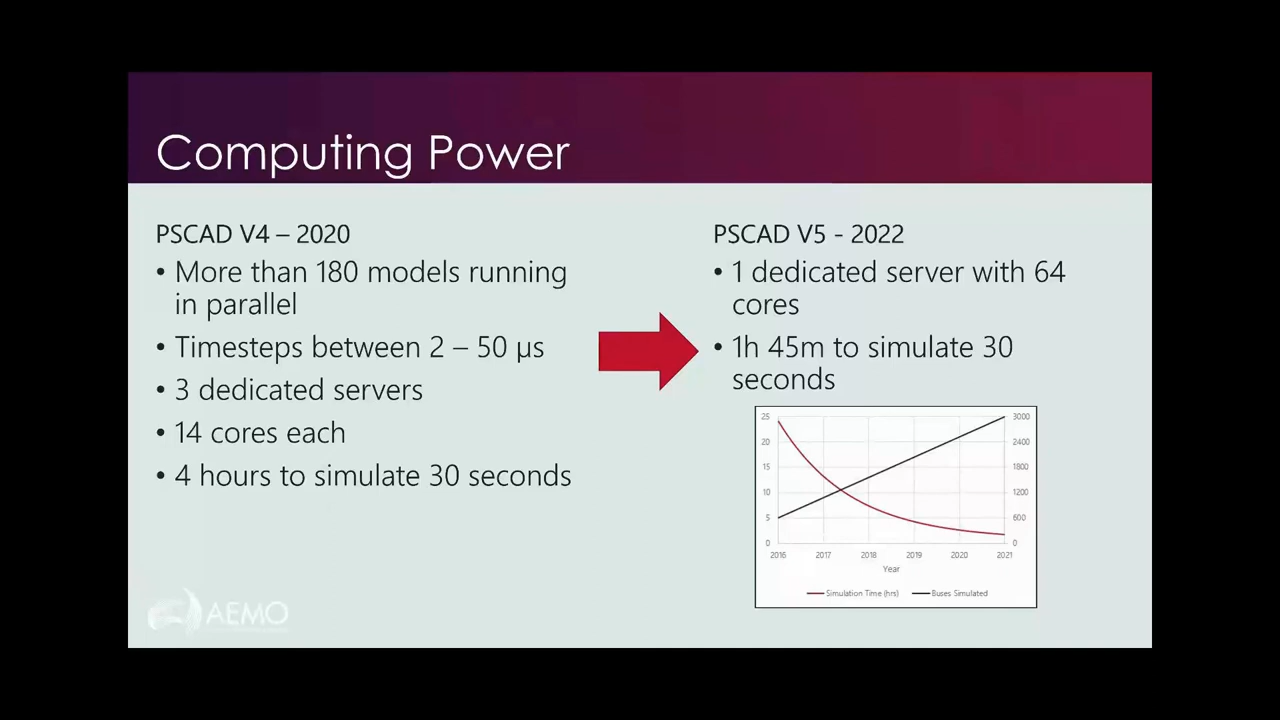 Computing Power
PSCAD V4 – 2020
• More than 180 models running
in parallel
• Timesteps between 2 – 50 µs
• 3 dedicated servers
• 14 cores each
• 4 hours to simulate 30 seconds
PSCAD V5 - 2022
• 1 dedicated server with 64
cores
• 1h 45m to simulate 30
seconds
25
20
15
10
5
0
3000
2400
1800
1200
600
0
2016 2017 2018 2019 2020 2021
Year
Simulation Time (hrs) Buses Simulated
AEMO